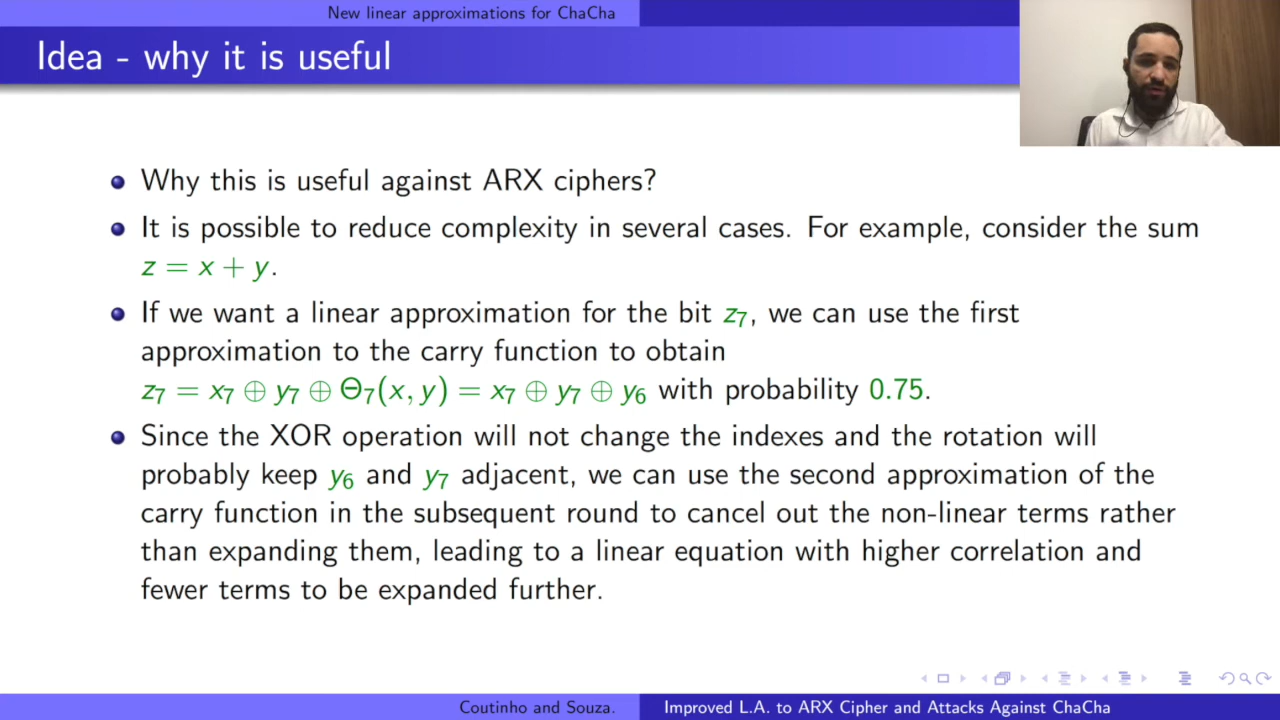 New linear approximations for ChaCha
Idea - why it is useful
Why this is useful against ARX ciphers?
It is possible to reduce complexity in several cases. For example, consider the sum
z = x + y.
If we want a linear approximation for the bit z₇, we can use the first
approximation to the carry function to obtain
z₇ = x₇ ⊕ y₇ ⊕ Θ₇(x, y) = x₇ ⊕ y₇ ⊕ y₆ with probability 0.75.
Since the XOR operation will not change the indexes and the rotation will
probably keep y₆ and y₇ adjacent, we can use the second approximation of the
carry function in the subsequent round to cancel out the non-linear terms rather
than expanding them, leading to a linear equation with higher correlation and
fewer terms to be expanded further.
Coutinho and Souza.
Improved L.A. to ARX Cipher and Attacks Against ChaCha